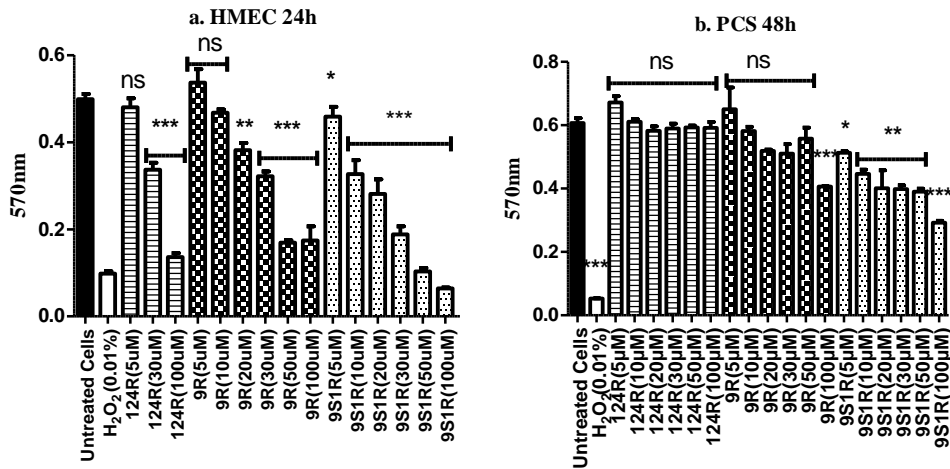 a. HMEC 24h
570nm
0.6
0.4
0.2
0.0
ns
***
ns
**
***
*
***
Untreated Cells
H2O2(0.01%)
124R(5uM)
124R(30uM)
124R(100uM)
9R(5uM)
9R(10uM)
9R(20uM)
9R(30uM)
9R(50uM)
9R(100uM)
9S1R(5uM)
9S1R(10uM)
9S1R(20uM)
9S1R(30uM)
9S1R(50uM)
9S1R(100uM)
b. PCS 48h
570nm
0.8
0.6
0.4
0.2
0.0
***
ns
ns
***
*
**
***
Untreated Cells
H2O2(0.01%)
124R(5µM)
124R(10µM)
124R(20µM)
124R(30µM)
124R(50µM)
124R(100µM)
9R(5µM)
9R(10µM)
9R(20µM)
9R(30µM)
9R(50µM)
9R(100µM)
9S1R(5µM)
9S1R(10µM)
9S1R(20µM)
9S1R(30µM)
9S1R(50µM)
9S1R(100µM)